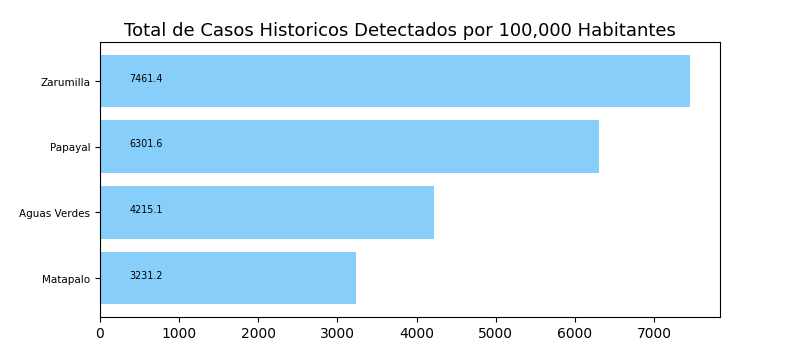 Total de Casos Historicos Detectados por 100,000 Habitantes
Zarumilla 7461.4
Papayal 6301.6
Aguas Verdes 4215.1
Matapalo 3231.2
0 1000 2000 3000 4000 5000 6000 7000